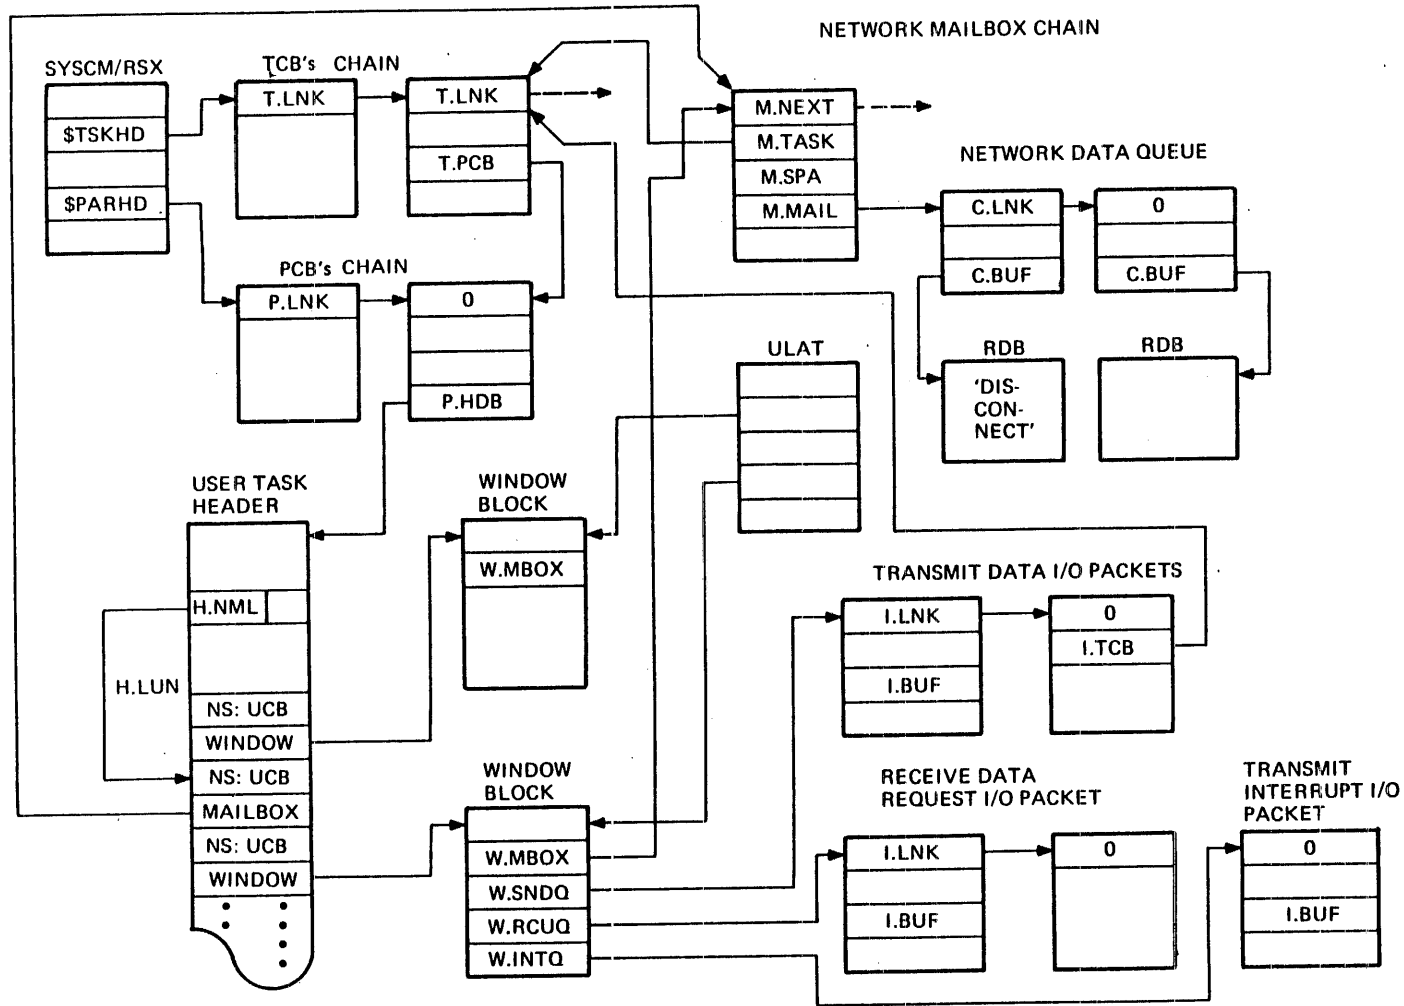 NETWORK MAILBOX CHAIN
SYSCM/RSX
$TSKHD
$PARHD
TCB's CHAIN
T.LNK
T.LNK
T.PCB
PCB's CHAIN
P.LNK
0
P.HDB
M.NEXT
M.TASK
M.SPA
M.MAIL
NETWORK DATA QUEUE
C.LNK
C.BUF
0
C.BUF
RDB
'DIS-
CON-
NECT'
RDB
ULAT
USER TASK
HEADER
H.NML
H.LUN
NS: UCB
WINDOW
NS: UCB
MAILBOX
NS: UCB
WINDOW
WINDOW
BLOCK
W.MBOX
WINDOW
BLOCK
W.MBOX
W.SNDQ
W.RCUQ
W.INTQ
TRANSMIT DATA I/O PACKETS
I.LNK
I.BUF
0
I.TCB
RECEIVE DATA
REQUEST I/O PACKET
I.LNK
I.BUF
0
TRANSMIT
INTERRUPT I/O
PACKET
0
I.BUF